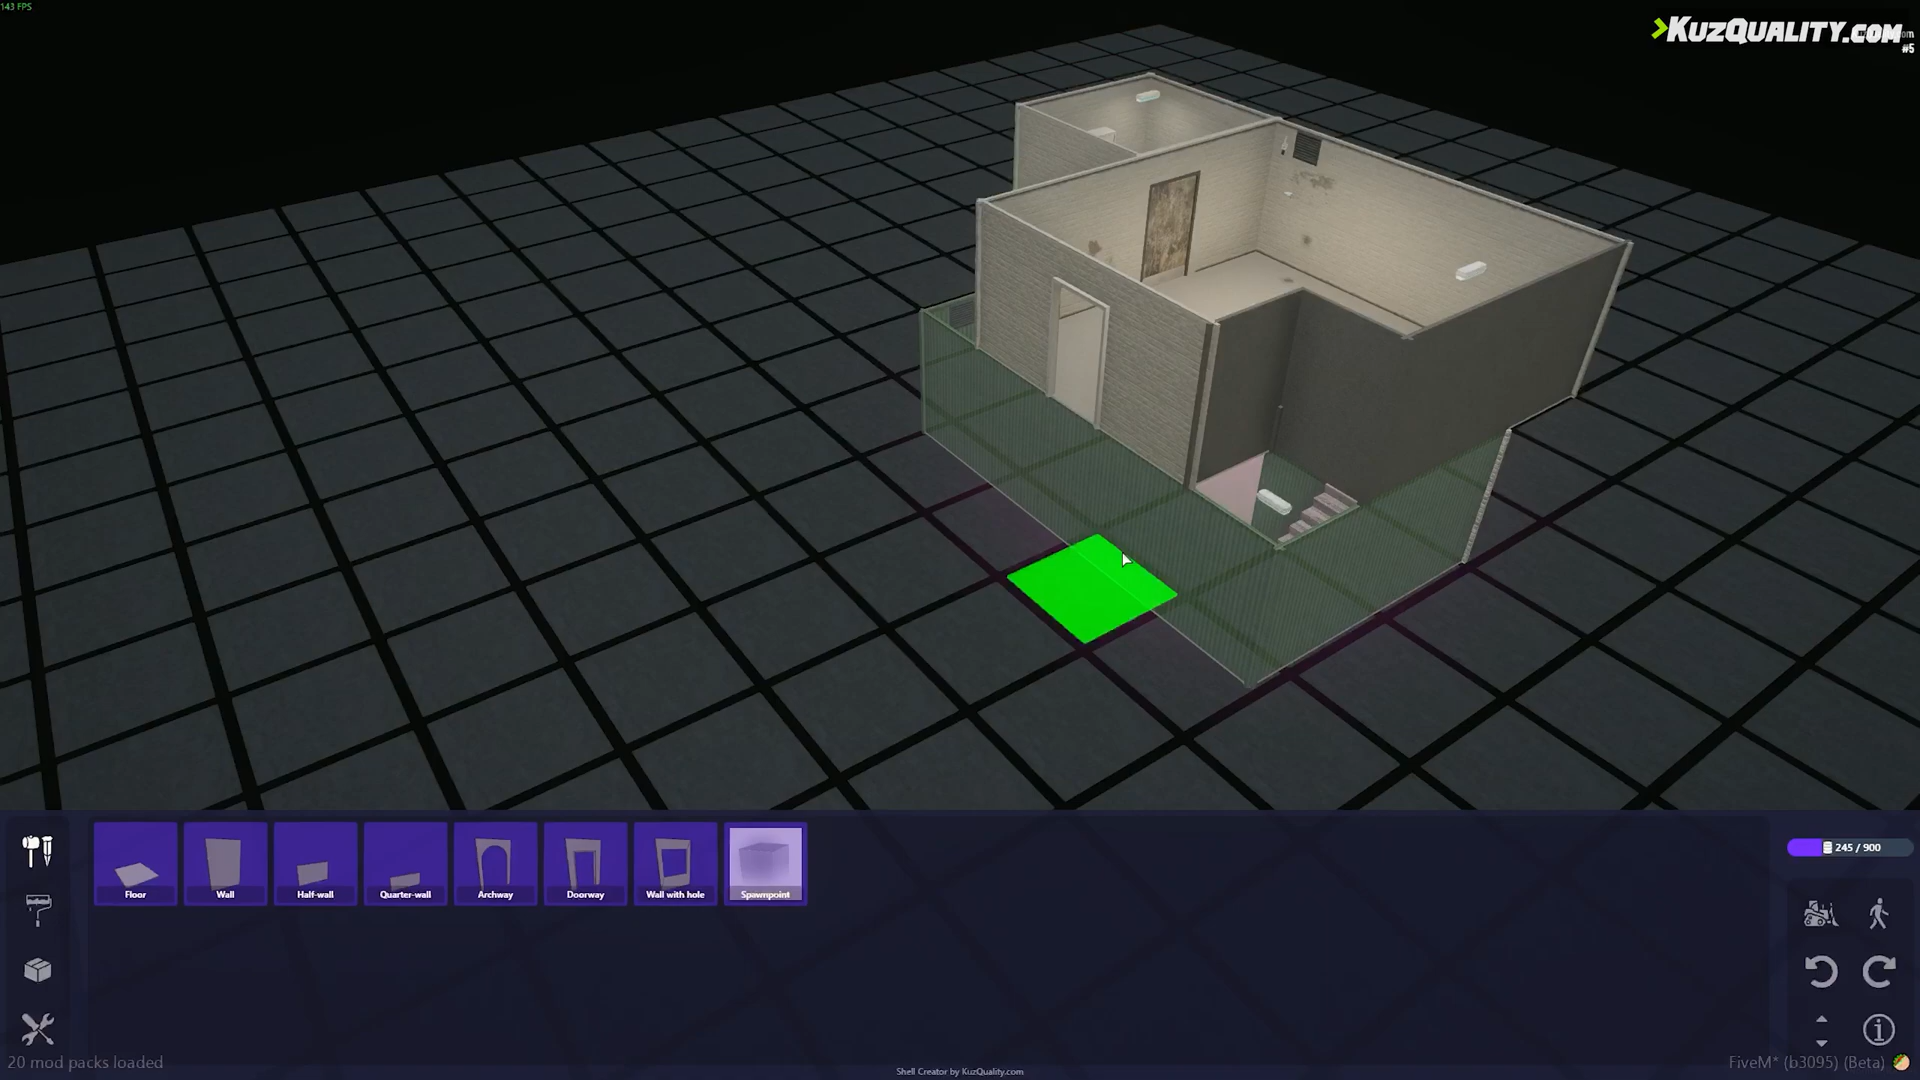 143 FPS
KUZQUALITY.COM
#5
Floor
Wall
Half-wall
Quarter-wall
Archway
Doorway
Wall with hole
Spawnpoint
245 / 900
20 mod packs loaded
Shell Creator by KuzQuality.com
FiveM* (b3095) (Beta)